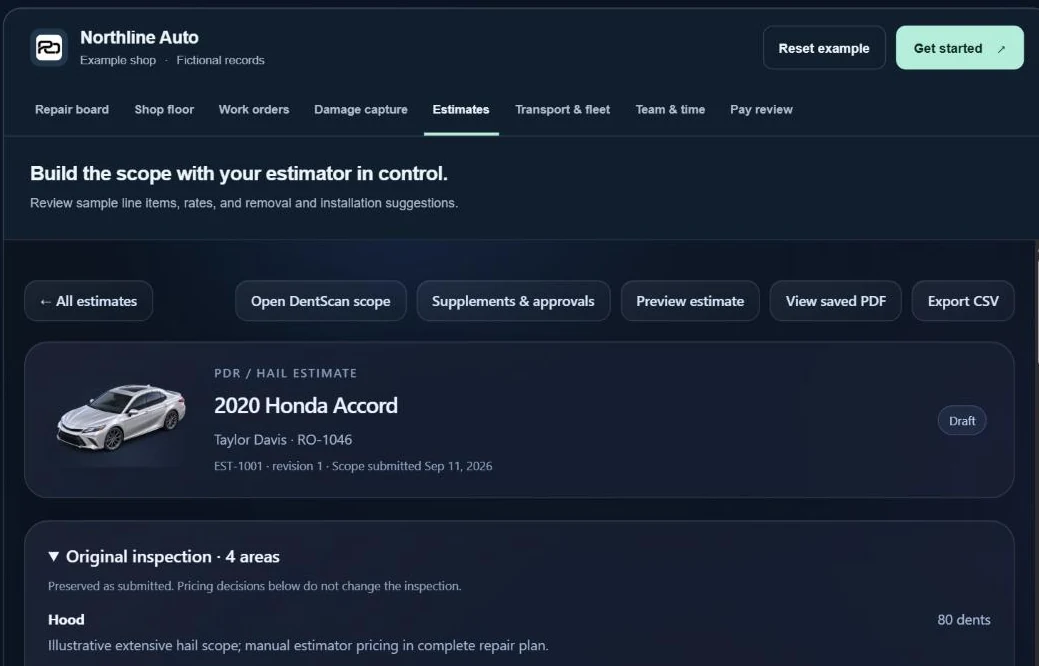 Northline Auto
Example shop · Fictional records
Reset example
Get started ↗
Repair board
Shop floor
Work orders
Damage capture
Estimates
Transport & fleet
Team & time
Pay review
Build the scope with your estimator in control.
Review sample line items, rates, and removal and installation suggestions.
← All estimates
Open DentScan scope
Supplements & approvals
Preview estimate
View saved PDF
Export CSV
PDR / HAIL ESTIMATE
2020 Honda Accord
Taylor Davis · RO-1046
EST-1001 · revision 1 · Scope submitted Sep 11, 2026
Draft
▼ Original inspection · 4 areas
Preserved as submitted. Pricing decisions below do not change the inspection.
Hood
80 dents
Illustrative extensive hail scope; manual estimator pricing in complete repair plan.